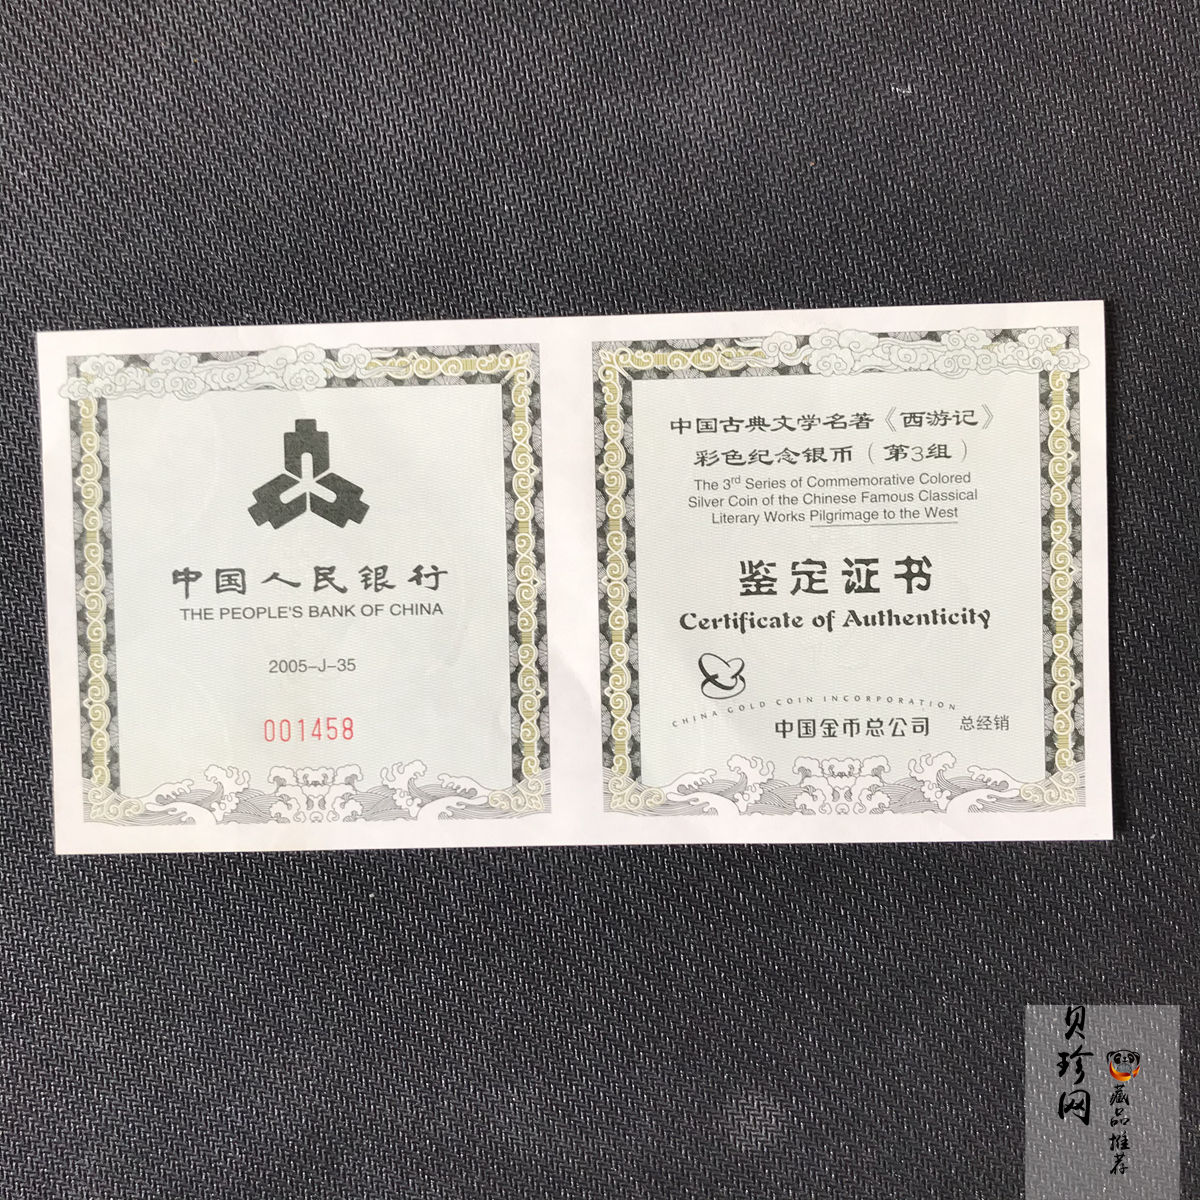 中国人民银行
THE PEOPLE'S BANK OF CHINA
2005-J-35
001458
中国古典文学名著《西游记》
彩色纪念银币（第3组）
The 3rd Series of Commemorative Colored
Silver Coin of the Chinese Famous Classical
Literary Works Pilgrimage to the West
鉴定证书
Certificate of Authenticity
CHINA GOLD COIN INCORPORATION
中国金币总公司 总经销
贝珍网
藏品推荐